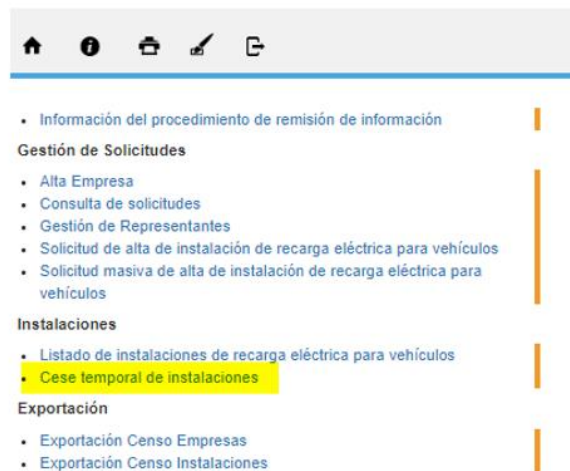 Información del procedimiento de remisión de información
Gestión de Solicitudes
Alta Empresa
Consulta de solicitudes
Gestión de Representantes
Solicitud de alta de instalación de recarga eléctrica para vehículos
Solicitud masiva de alta de instalación de recarga eléctrica para
vehículos
Instalaciones
Listado de instalaciones de recarga eléctrica para vehículos
Cese temporal de instalaciones
Exportación
Exportación Censo Empresas
Exportación Censo Instalaciones